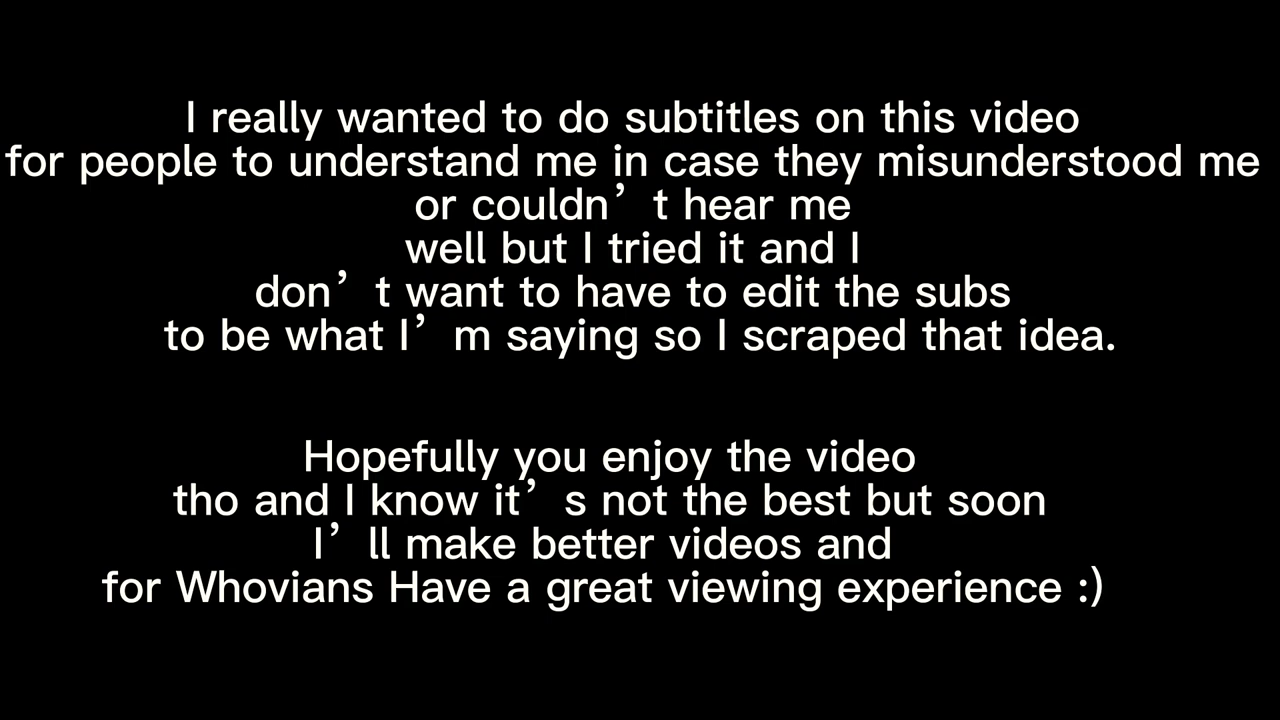 I really wanted to do subtitles on this video
for people to understand me in case they misunderstood me
or couldn’t hear me
well but I tried it and I
don’t want to have to edit the subs
to be what I’m saying so I scraped that idea.
Hopefully you enjoy the video
tho and I know it’s not the best but soon
I’ll make better videos and
for Whovians Have a great viewing experience :)